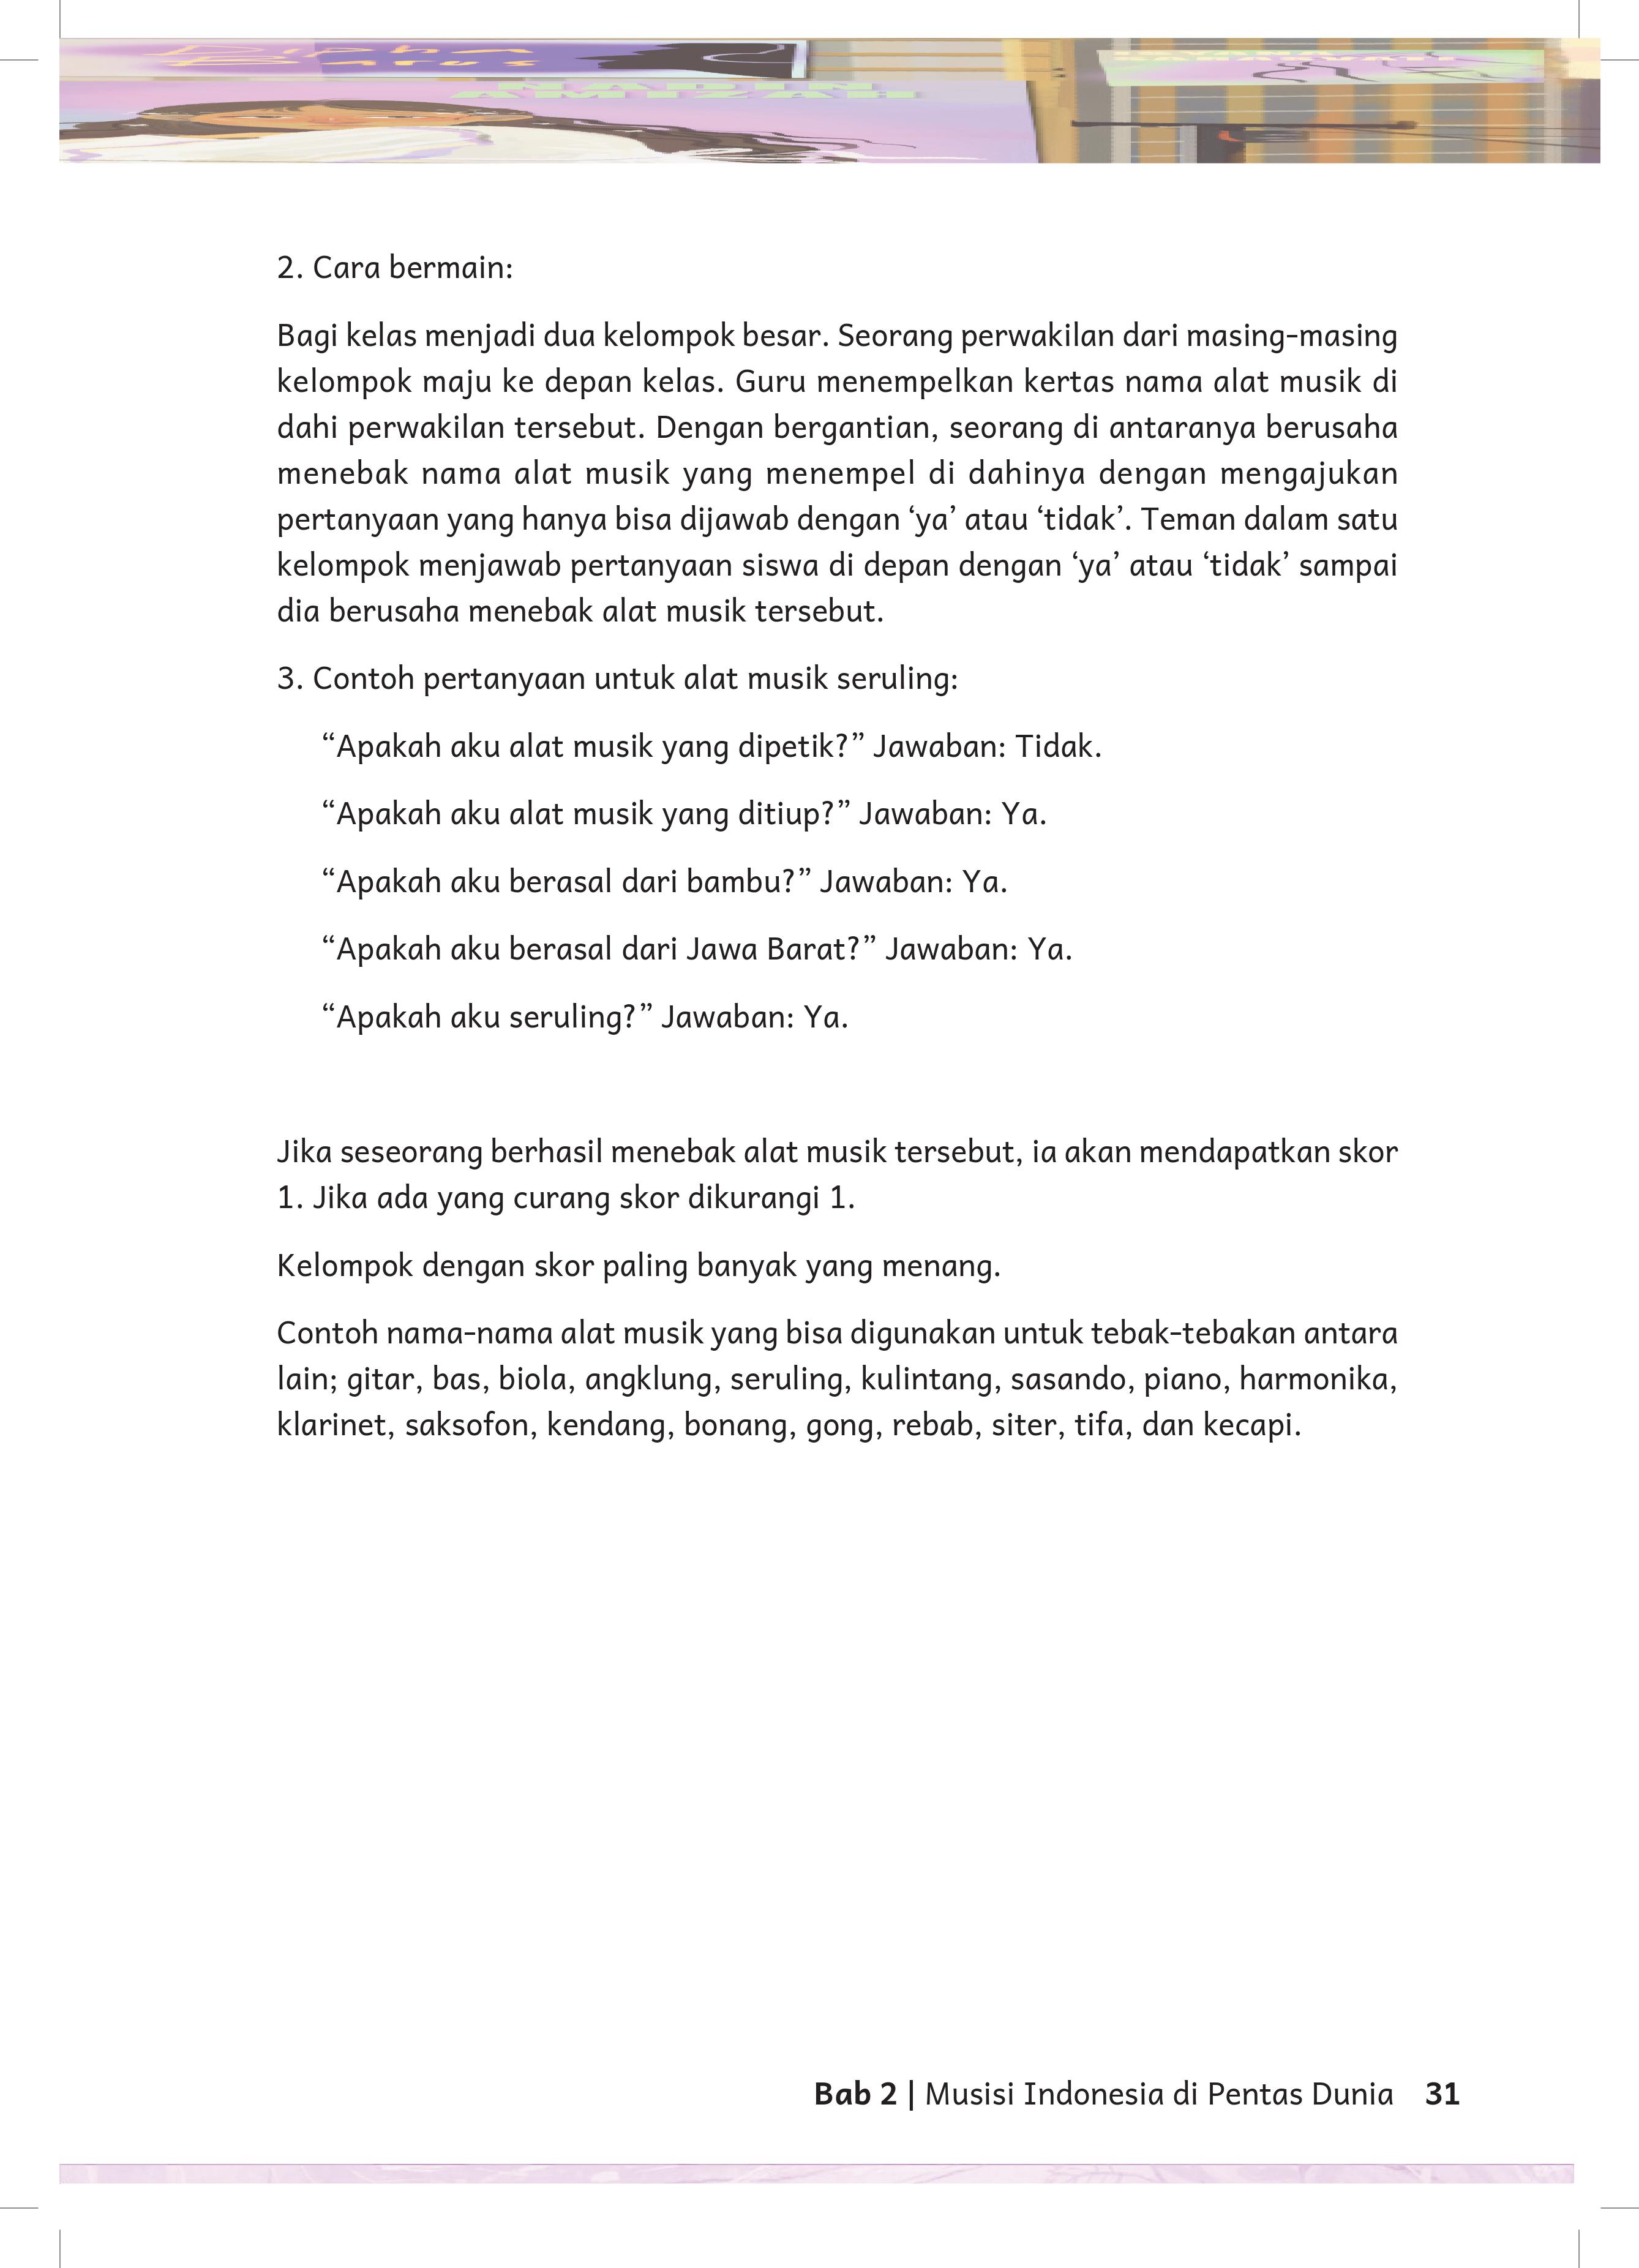 Dipha
Barus
NADIN
AMIZAH
2. Cara bermain:
Bagi kelas menjadi dua kelompok besar. Seorang perwakilan dari masing-masing
kelompok maju ke depan kelas. Guru menempelkan kertas nama alat musik di
dahi perwakilan tersebut. Dengan bergantian, seorang di antaranya berusaha
menebak nama alat musik yang menempel di dahinya dengan mengajukan
pertanyaan yang hanya bisa dijawab dengan ‘ya’ atau ‘tidak’. Teman dalam satu
kelompok menjawab pertanyaan siswa di depan dengan ‘ya’ atau ‘tidak’ sampai
dia berusaha menebak alat musik tersebut.
3. Contoh pertanyaan untuk alat musik seruling:
“Apakah aku alat musik yang dipetik?” Jawaban: Tidak.
“Apakah aku alat musik yang ditiup?” Jawaban: Ya.
“Apakah aku berasal dari bambu?” Jawaban: Ya.
“Apakah aku berasal dari Jawa Barat?” Jawaban: Ya.
“Apakah aku seruling?” Jawaban: Ya.
Jika seseorang berhasil menebak alat musik tersebut, ia akan mendapatkan skor
1. Jika ada yang curang skor dikurangi 1.
Kelompok dengan skor paling banyak yang menang.
Contoh nama-nama alat musik yang bisa digunakan untuk tebak-tebakan antara
lain; gitar, bas, biola, angklung, seruling, kulintang, sasando, piano, harmonika,
klarinet, saksofon, kendang, bonang, gong, rebab, siter, tifa, dan kecapi.
Bab 2 | Musisi Indonesia di Pentas Dunia 31